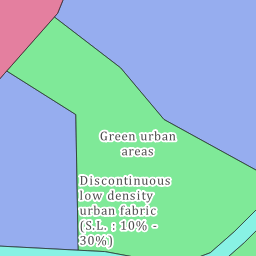 Green urban
areas
Discontinuous
low density
urban fabric
(S.L. : 10% -
30%)